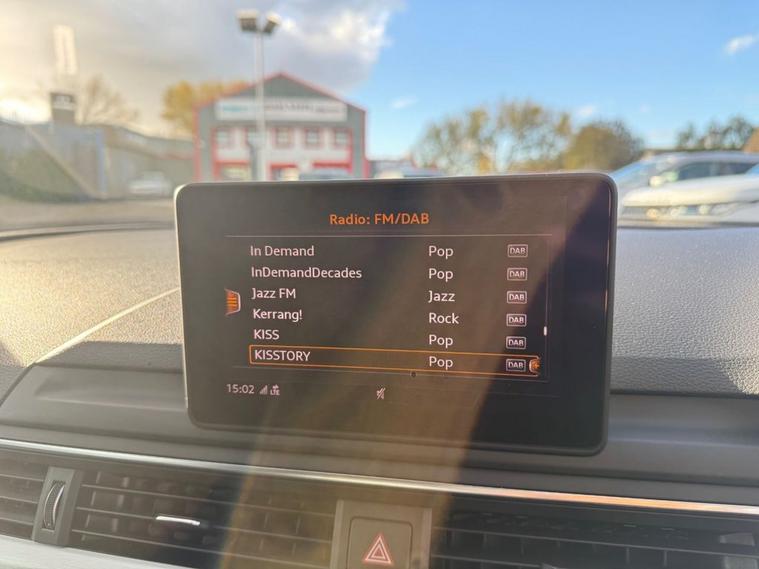 Radio: FM/DAB
In Demand Pop DAB
InDemandDecades Pop DAB
Jazz FM Jazz DAB
Kerrang! Rock DAB
KISS Pop DAB
KISSTORY Pop DAB
15:02 LTE